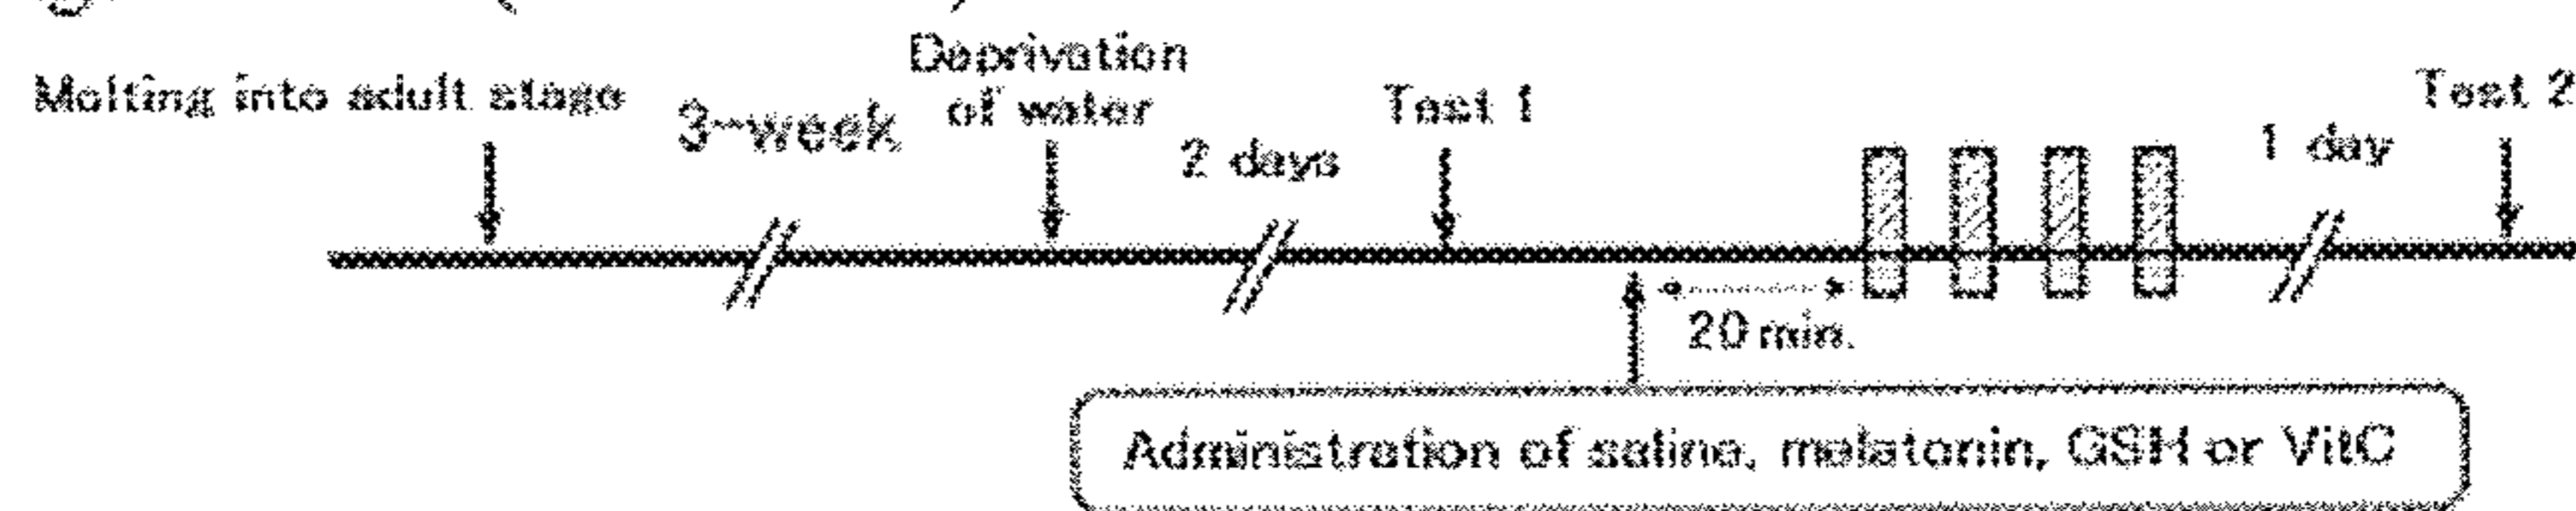 Molting into adult stage
3-week
Deprivation
of water
2 days
Test 1
1 day
Test 2
20 min.
Administration of saline, melatonin, GSH or VitC